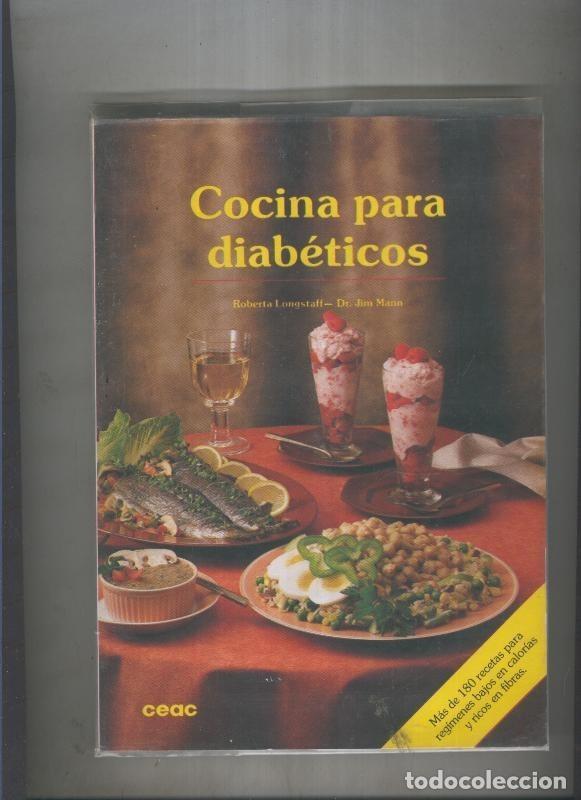 Cocina para
diabéticos
Roberta Longstaff— Dr. Jim Mann
Más de 180 recetas para
regímenes bajos en calorías
y ricos en fibras.
ceac
todocoleccion